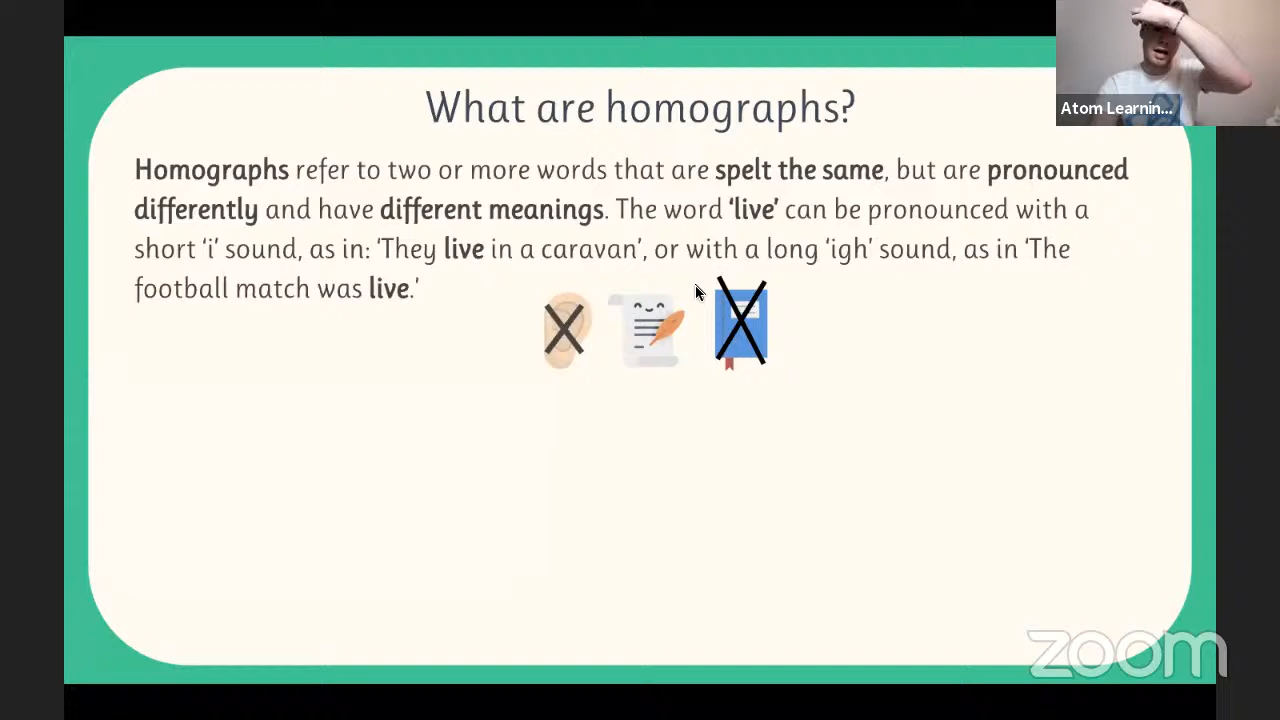 What are homographs?
Homographs refer to two or more words that are spelt the same, but are pronounced
differently and have different meanings. The word ‘live’ can be pronounced with a
short ‘i’ sound, as in: ‘They live in a caravan’, or with a long ‘igh’ sound, as in ‘The
football match was live.’
Atom Learnin...
zoom